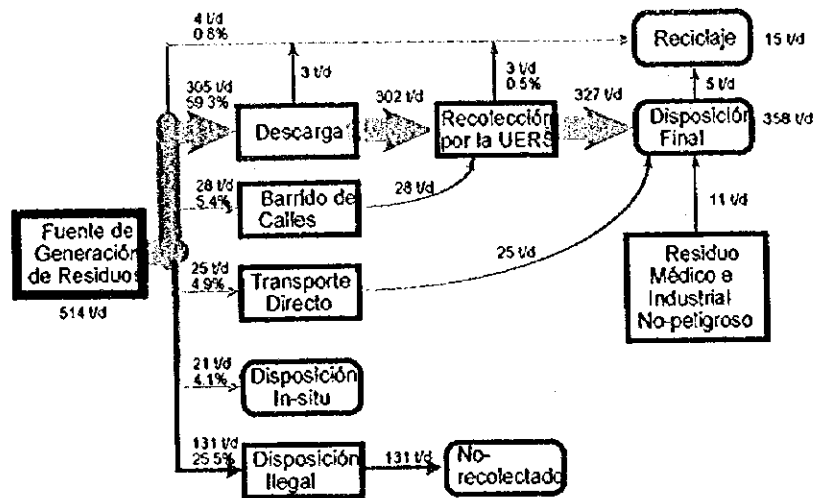 4 t/d
0.8%
Reciclaje
15 t/d
3 t/d
3 t/d
0.5%
5 t/d
305 t/d
59.3%
Descarga
302 t/d
Recolección
por la UERS
327 t/d
Disposición
Final
358 t/d
28 t/d
5.4%
Barrido de
Calles
28 t/d
11 t/d
Fuente de
Generación
de Residuos
514 t/d
25 t/d
4.9%
Transporte
Directo
25 t/d
Residuo
Médico e
Industrial
No-peligroso
21 t/d
4.1%
Disposición
In-situ
131 t/d
25.5%
Disposición
Ilegal
131 t/d
No-
recolectado